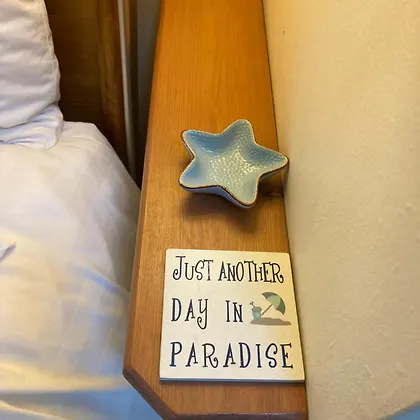 JUST ANOTHER
DAY IN
PARADISE